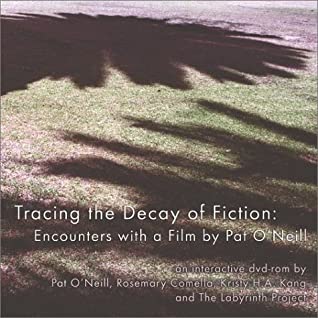 Tracing the Decay of Fiction:
Encounters with a Film by Pat O'Neill
an interactive dvd-rom by
Pat O'Neill, Rosemary Comella, Kristy H.A. Kang
and The Labyrinth Project